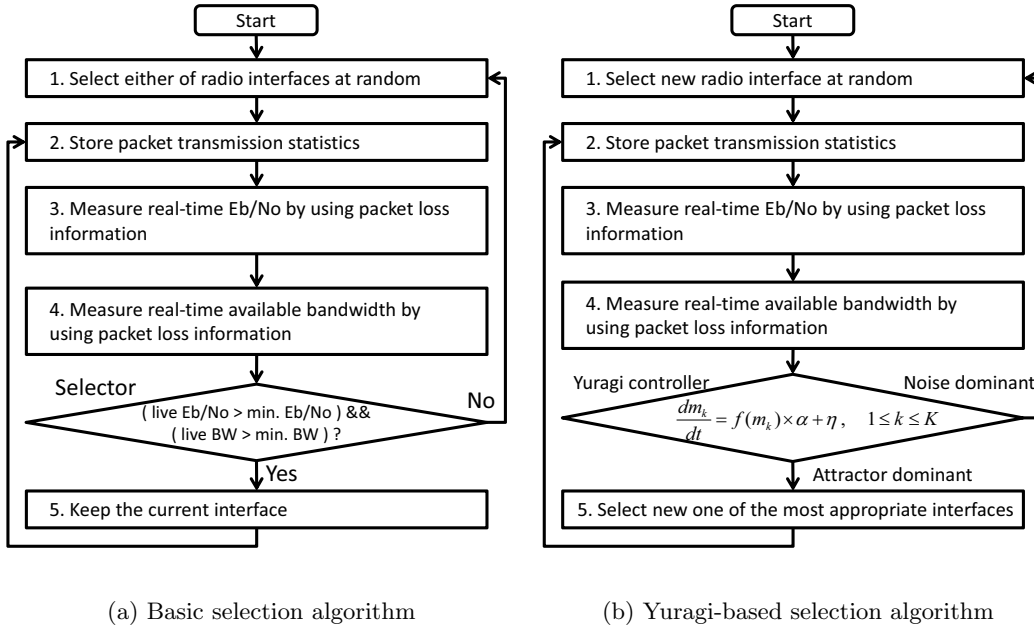 Start
1. Select either of radio interfaces at random
2. Store packet transmission statistics
3. Measure real-time Eb/No by using packet loss
information
4. Measure real-time available bandwidth by
using packet loss information
Selector
( live Eb/No > min. Eb/No ) &&
( live BW > min. BW ) ?
No
Yes
5. Keep the current interface
(a) Basic selection algorithm
Start
1. Select new radio interface at random
2. Store packet transmission statistics
3. Measure real-time Eb/No by using packet loss
information
4. Measure real-time available bandwidth by
using packet loss information
Yuragi controller
Noise dominant
dm_k/dt = f(m_k) × α + η , 1 ≤ k ≤ K
Attractor dominant
5. Select new one of the most appropriate interfaces
(b) Yuragi-based selection algorithm